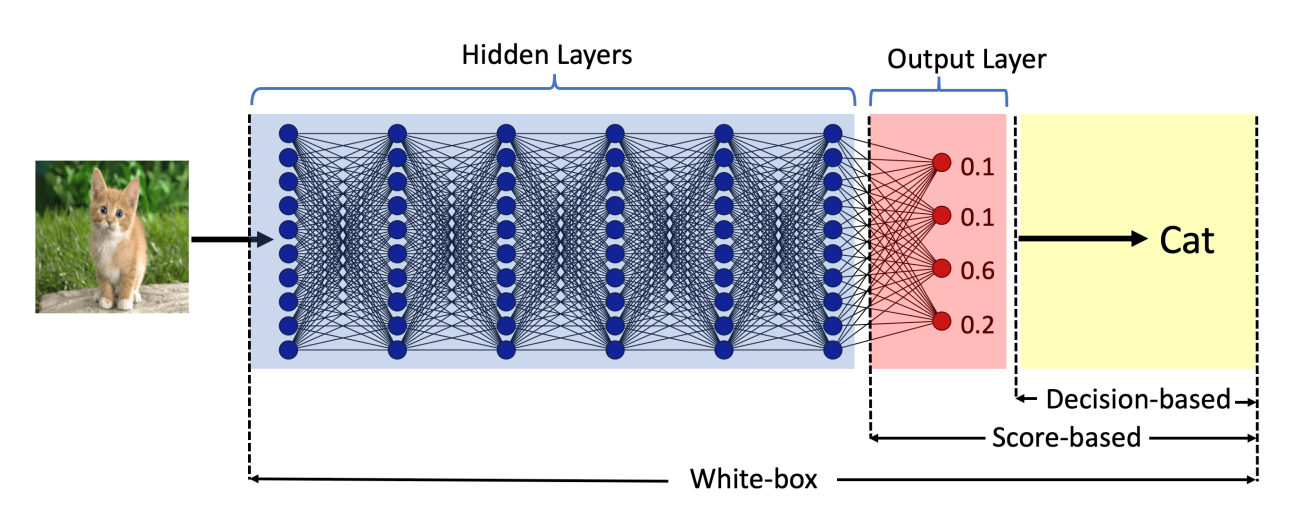 Hidden Layers
Output Layer
0.1
0.1
0.6
0.2
Cat
Decision-based
Score-based
White-box